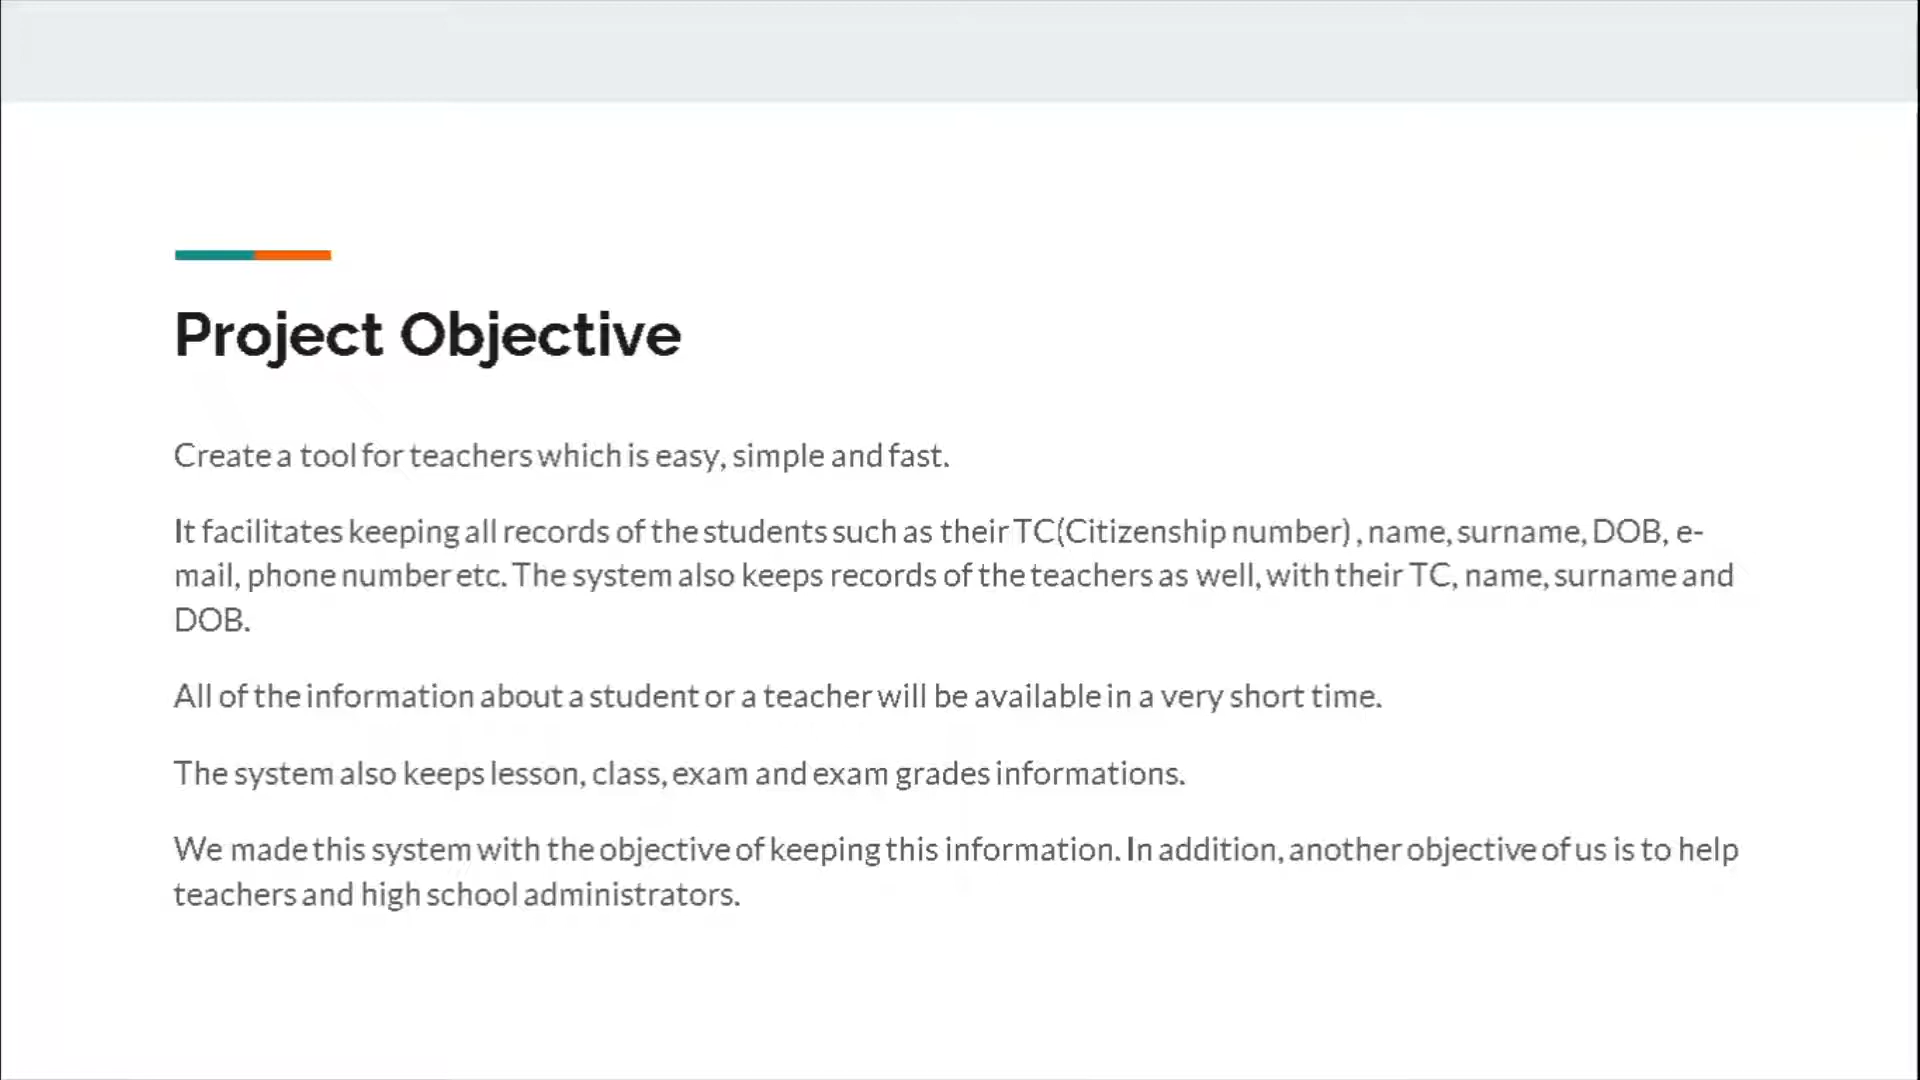 Project Objective
Create a tool for teachers which is easy, simple and fast.
It facilitates keeping all records of the students such as their TC(Citizenship number) , name, surname, DOB, e-
mail, phone number etc. The system also keeps records of the teachers as well, with their TC, name, surname and
DOB.
All of the information about a student or a teacher will be available in a very short time.
The system also keeps lesson, class, exam and exam grades informations.
We made this system with the objective of keeping this information. In addition, another objective of us is to help
teachers and high school administrators.